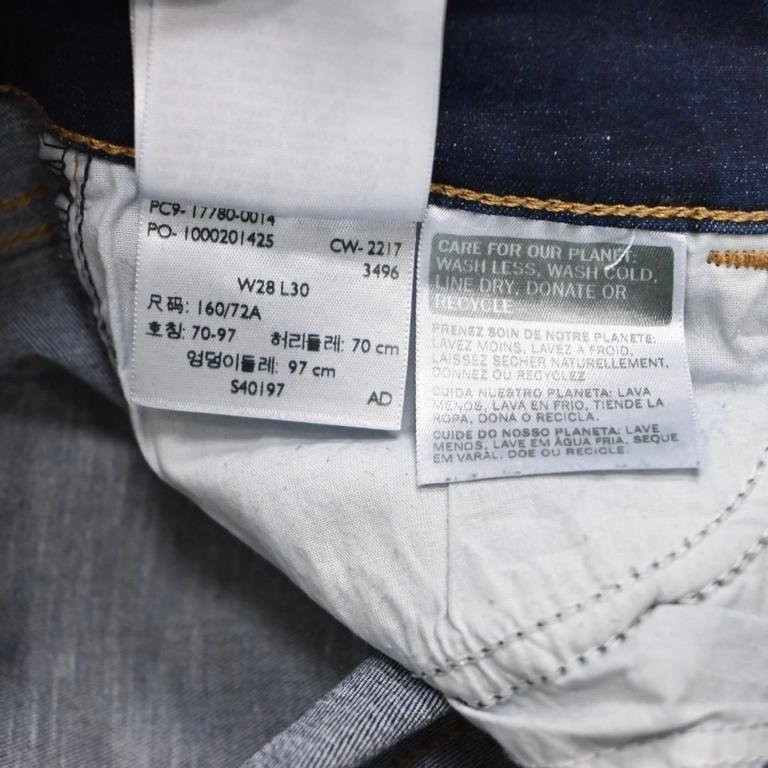 PC9- 17780-0014
PO- 1000201425 CW- 2217
3496
W28 L30
尺码: 160/72A
호칭: 70-97 허리둘레: 70 cm
엉덩이둘레: 97 cm
S40197 AD
CARE FOR OUR PLANET:
WASH LESS, WASH COLD,
LINE DRY, DONATE OR
RECYCLE
PRENEZ SOIN DE NOTRE PLANETE:
LAVEZ MOINS, LAVEZ A FROID,
LAISSEZ SECHER NATURELLEMENT,
DONNEZ OU RECYCLEZ
CUIDA NUESTRO PLANETA: LAVA
MENOS, LAVA EN FRIO, TIENDE LA
ROPA, DONA O RECICLA.
CUIDE DO NOSSO PLANETA: LAVE
MENOS, LAVE EM ÁGUA FRIA, SEQUE
EM VARAL, DOE OU RECICLE.